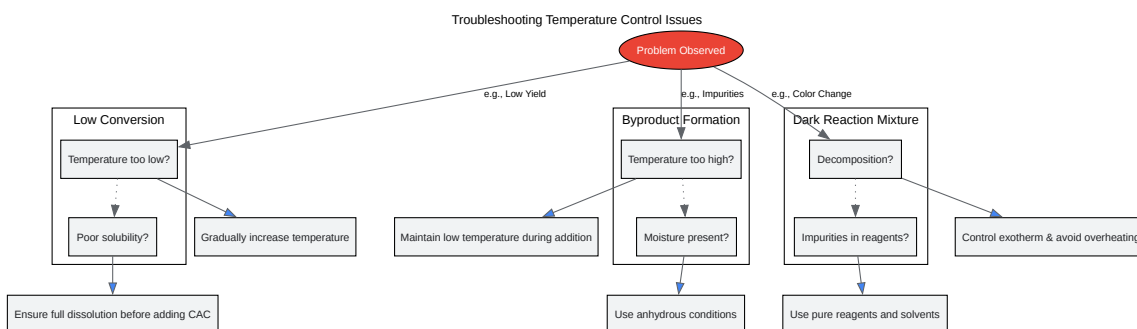 Troubleshooting Temperature Control Issues
Problem Observed
e.g., Low Yield
e.g., Impurities
e.g., Color Change
Low Conversion
Byproduct Formation
Dark Reaction Mixture
Temperature too low?
Temperature too high?
Decomposition?
Poor solubility?
Gradually increase temperature
Maintain low temperature during addition
Moisture present?
Impurities in reagents?
Control exotherm & avoid overheating
Ensure full dissolution before adding CAC
Use anhydrous conditions
Use pure reagents and solvents